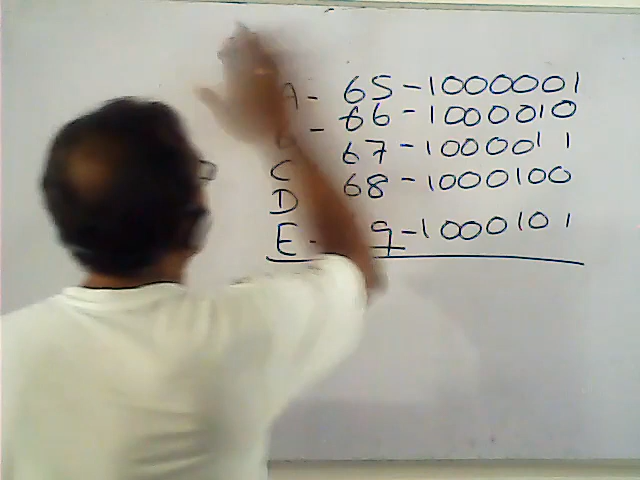 A - 65 - 1000001
- 66 - 1000010
C 67 - 1000011
D 68 - 1000100
E - 9 - 1000101